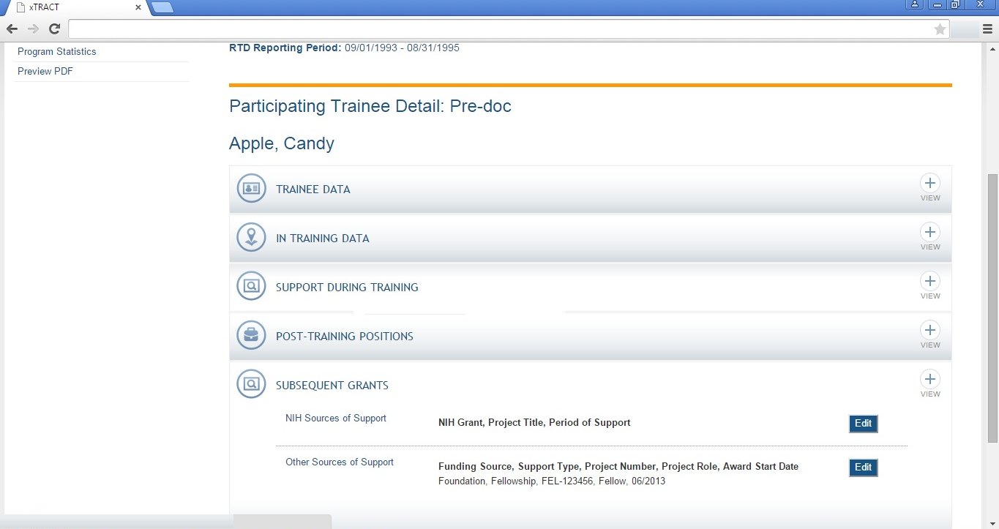 xTRACT
Program Statistics
Preview PDF
RTD Reporting Period: 09/01/1993 - 08/31/1995
Participating Trainee Detail: Pre-doc
Apple, Candy
TRAINEE DATA
VIEW
IN TRAINING DATA
VIEW
SUPPORT DURING TRAINING
VIEW
POST-TRAINING POSITIONS
VIEW
SUBSEQUENT GRANTS
VIEW
NIH Sources of Support
NIH Grant, Project Title, Period of Support
Edit
Other Sources of Support
Funding Source, Support Type, Project Number, Project Role, Award Start Date
Edit
Foundation, Fellowship, FEL-123456, Fellow, 06/2013